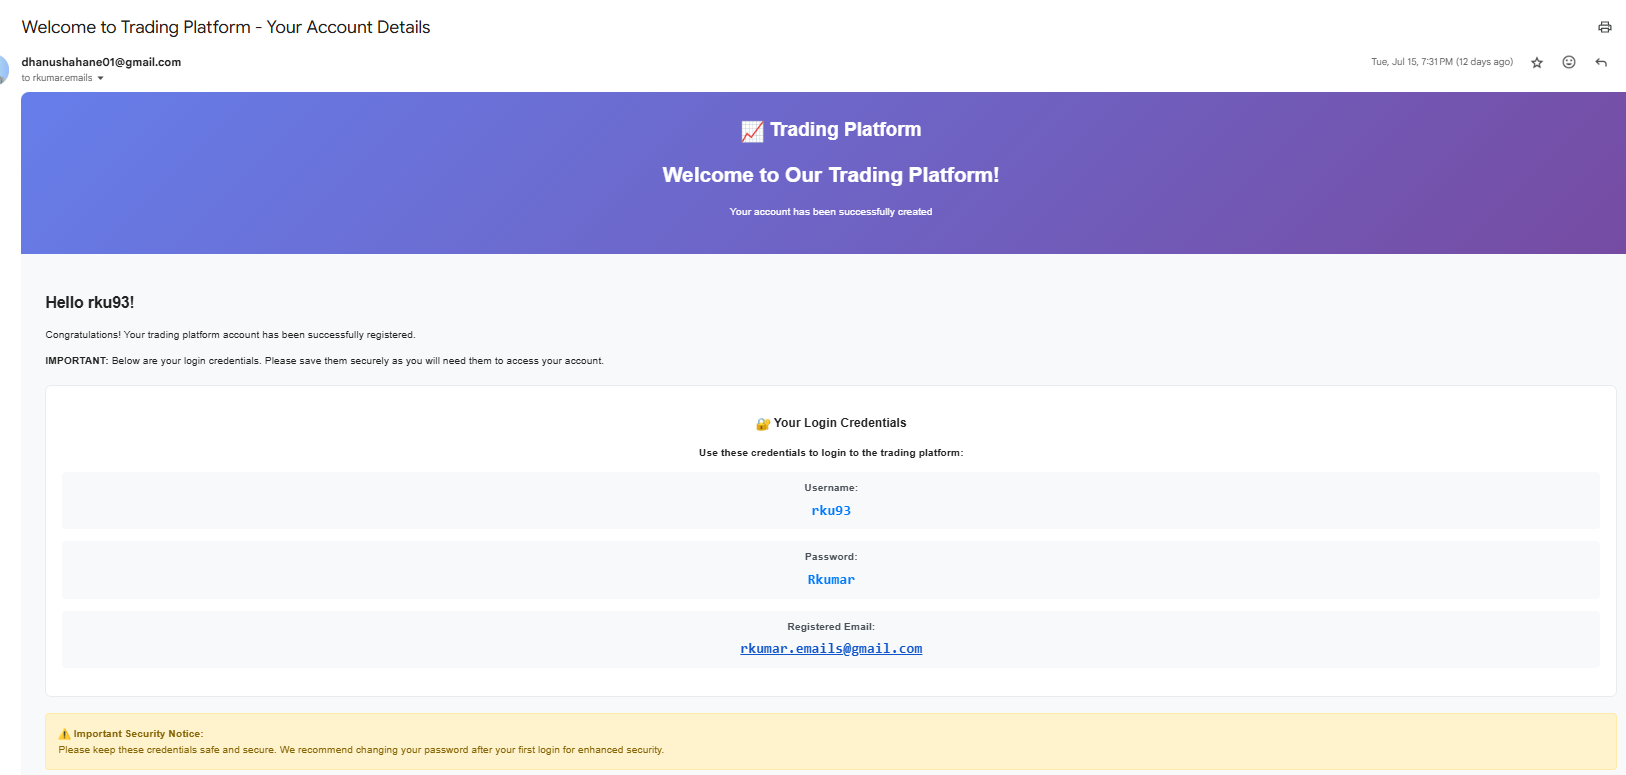 Welcome to Trading Platform - Your Account Details
dhanushahane01@gmail.com
Tue, Jul 15, 7:31 PM (12 days ago)
to rkumar.emails
📈 Trading Platform
Welcome to Our Trading Platform!
Your account has been successfully created
Hello rku93!
Congratulations! Your trading platform account has been successfully registered.
IMPORTANT: Below are your login credentials. Please save them securely as you will need them to access your account.
🔐 Your Login Credentials
Use these credentials to login to the trading platform:
Username:
rku93
Password:
Rkumar
Registered Email:
rkumar.emails@gmail.com
⚠️ Important Security Notice:
Please keep these credentials safe and secure. We recommend changing your password after your first login for enhanced security.